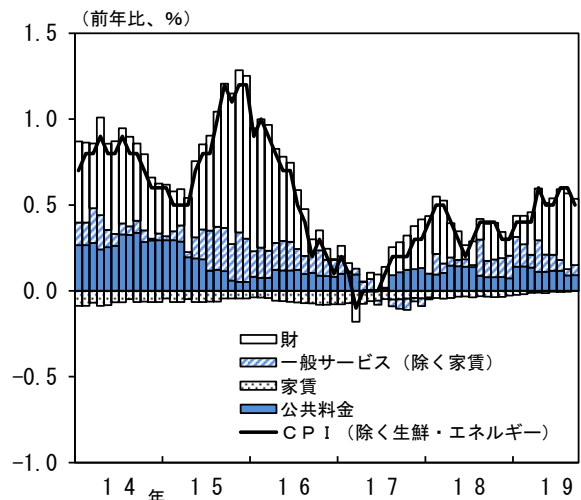 （前年比、％）
1.5
1.0
0.5
0.0
-0.5
-1.0
財
一般サービス（除く家賃）
家賃
公共料金
ＣＰＩ（除く生鮮・エネルギー）
１４年 １５ １６ １７ １８ １９